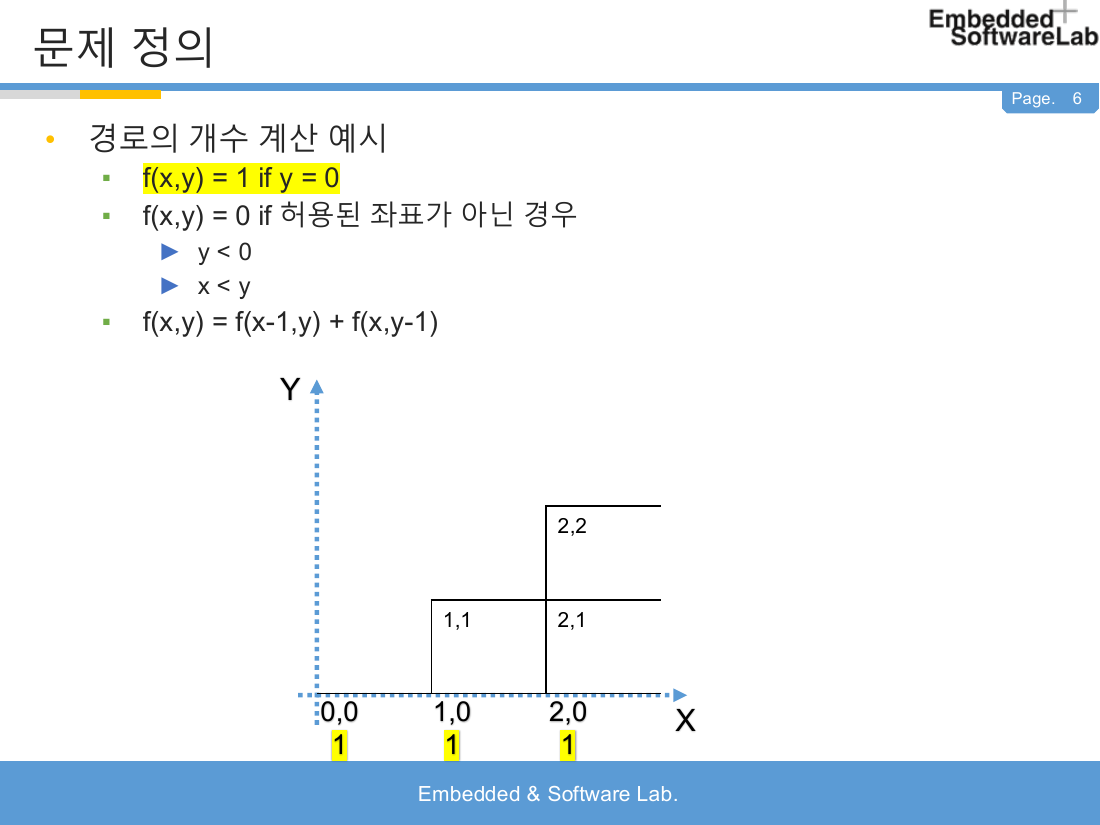 문제 정의
Embedded
SoftwareLab
Page. 6
• 경로의 개수 계산 예시
▪ f(x,y) = 1 if y = 0
▪ f(x,y) = 0 if 허용된 좌표가 아닌 경우
► y < 0
► x < y
▪ f(x,y) = f(x-1,y) + f(x,y-1)
Y
2,2
1,1 2,1
0,0 1,0 2,0
X
1 1 1
Embedded & Software Lab.